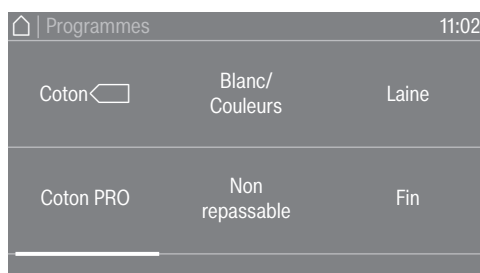 Programmes
11:02
Coton
Blanc/
Couleurs
Laine
Coton PRO
Non
repassable
Fin